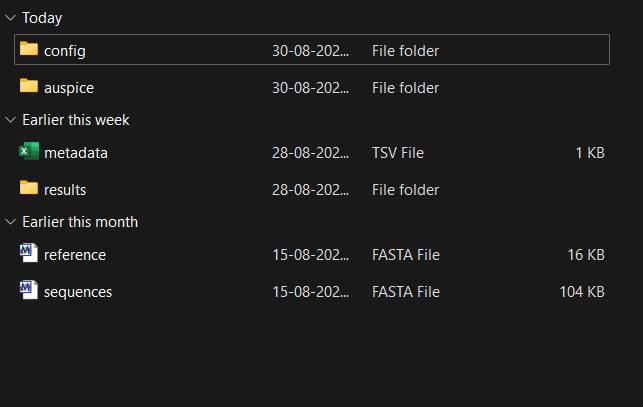 Today
config 30-08-202... File folder
auspice 30-08-202... File folder
Earlier this week
metadata 28-08-202... TSV File 1 KB
results 28-08-202... File folder
Earlier this month
reference 15-08-202... FASTA File 16 KB
sequences 15-08-202... FASTA File 104 KB